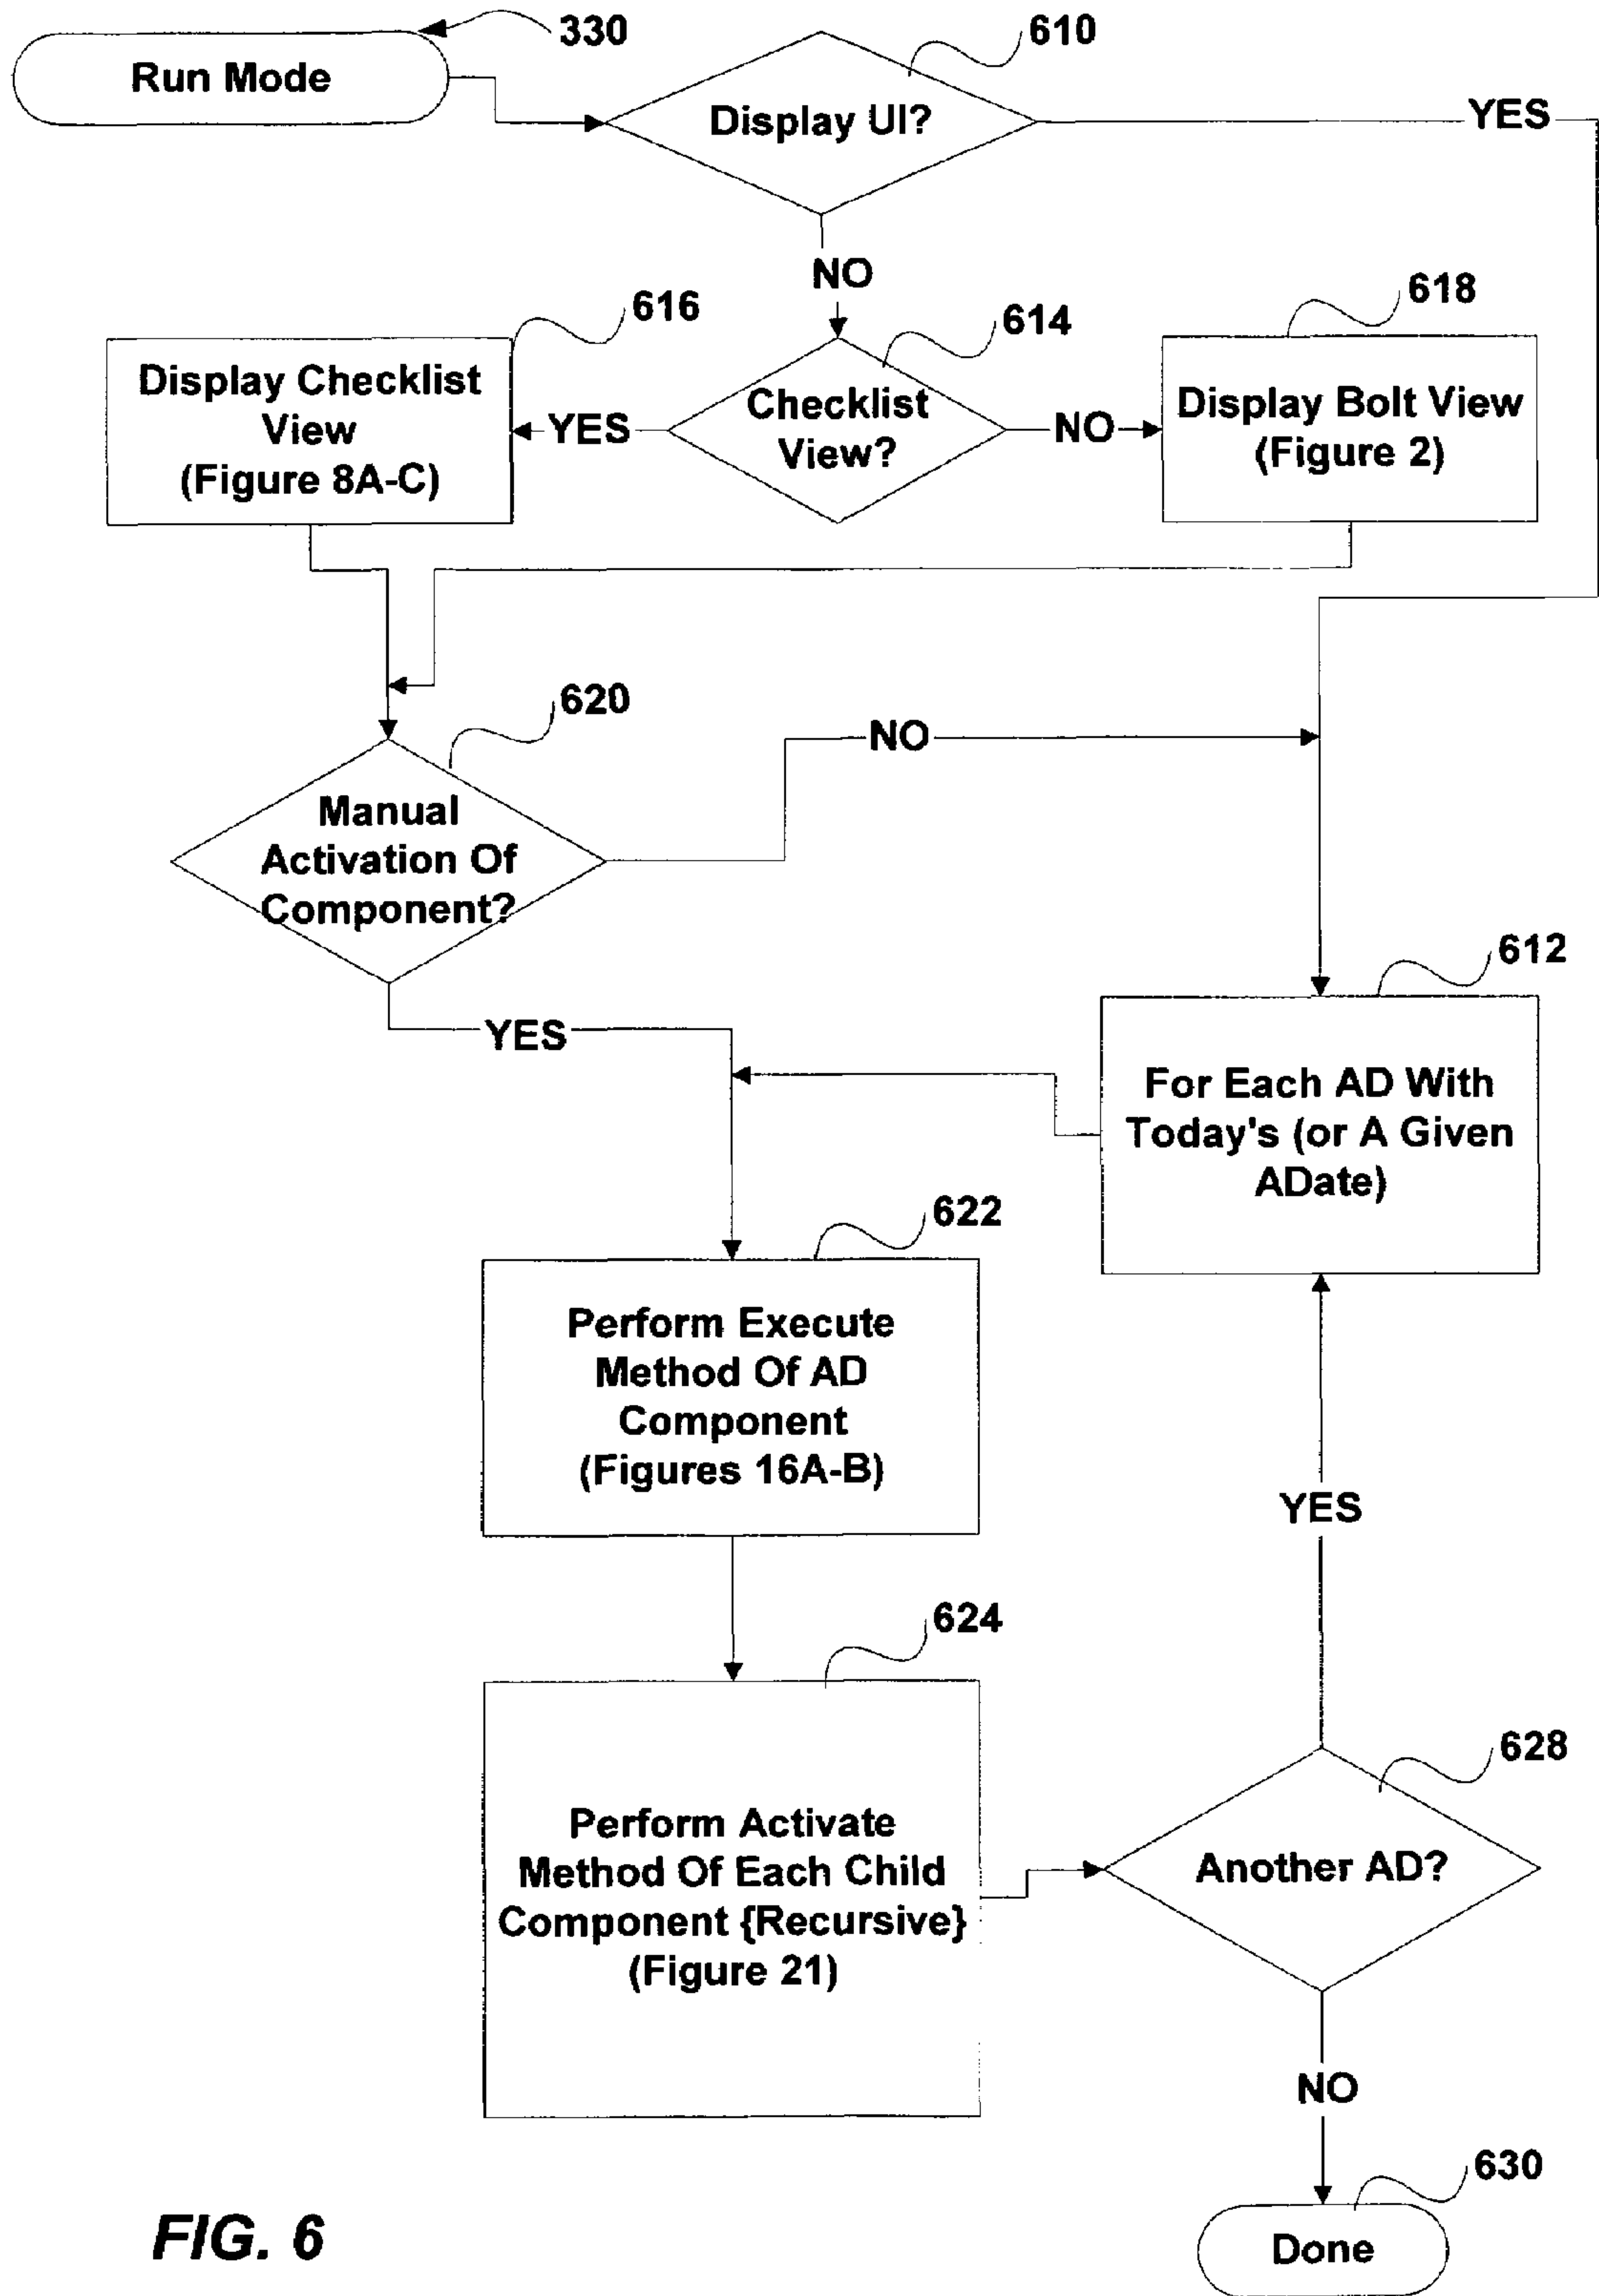 330
Run Mode
610
Display UI?
YES
NO
616
Display Checklist
View
(Figure 8A-C)
YES
614
Checklist
View?
NO
618
Display Bolt View
(Figure 2)
620
Manual
Activation Of
Component?
NO
YES
612
For Each AD With
Today's (or A Given
ADate)
622
Perform Execute
Method Of AD
Component
(Figures 16A-B)
YES
624
Perform Activate
Method Of Each Child
Component {Recursive}
(Figure 21)
628
Another AD?
NO
630
Done
FIG. 6